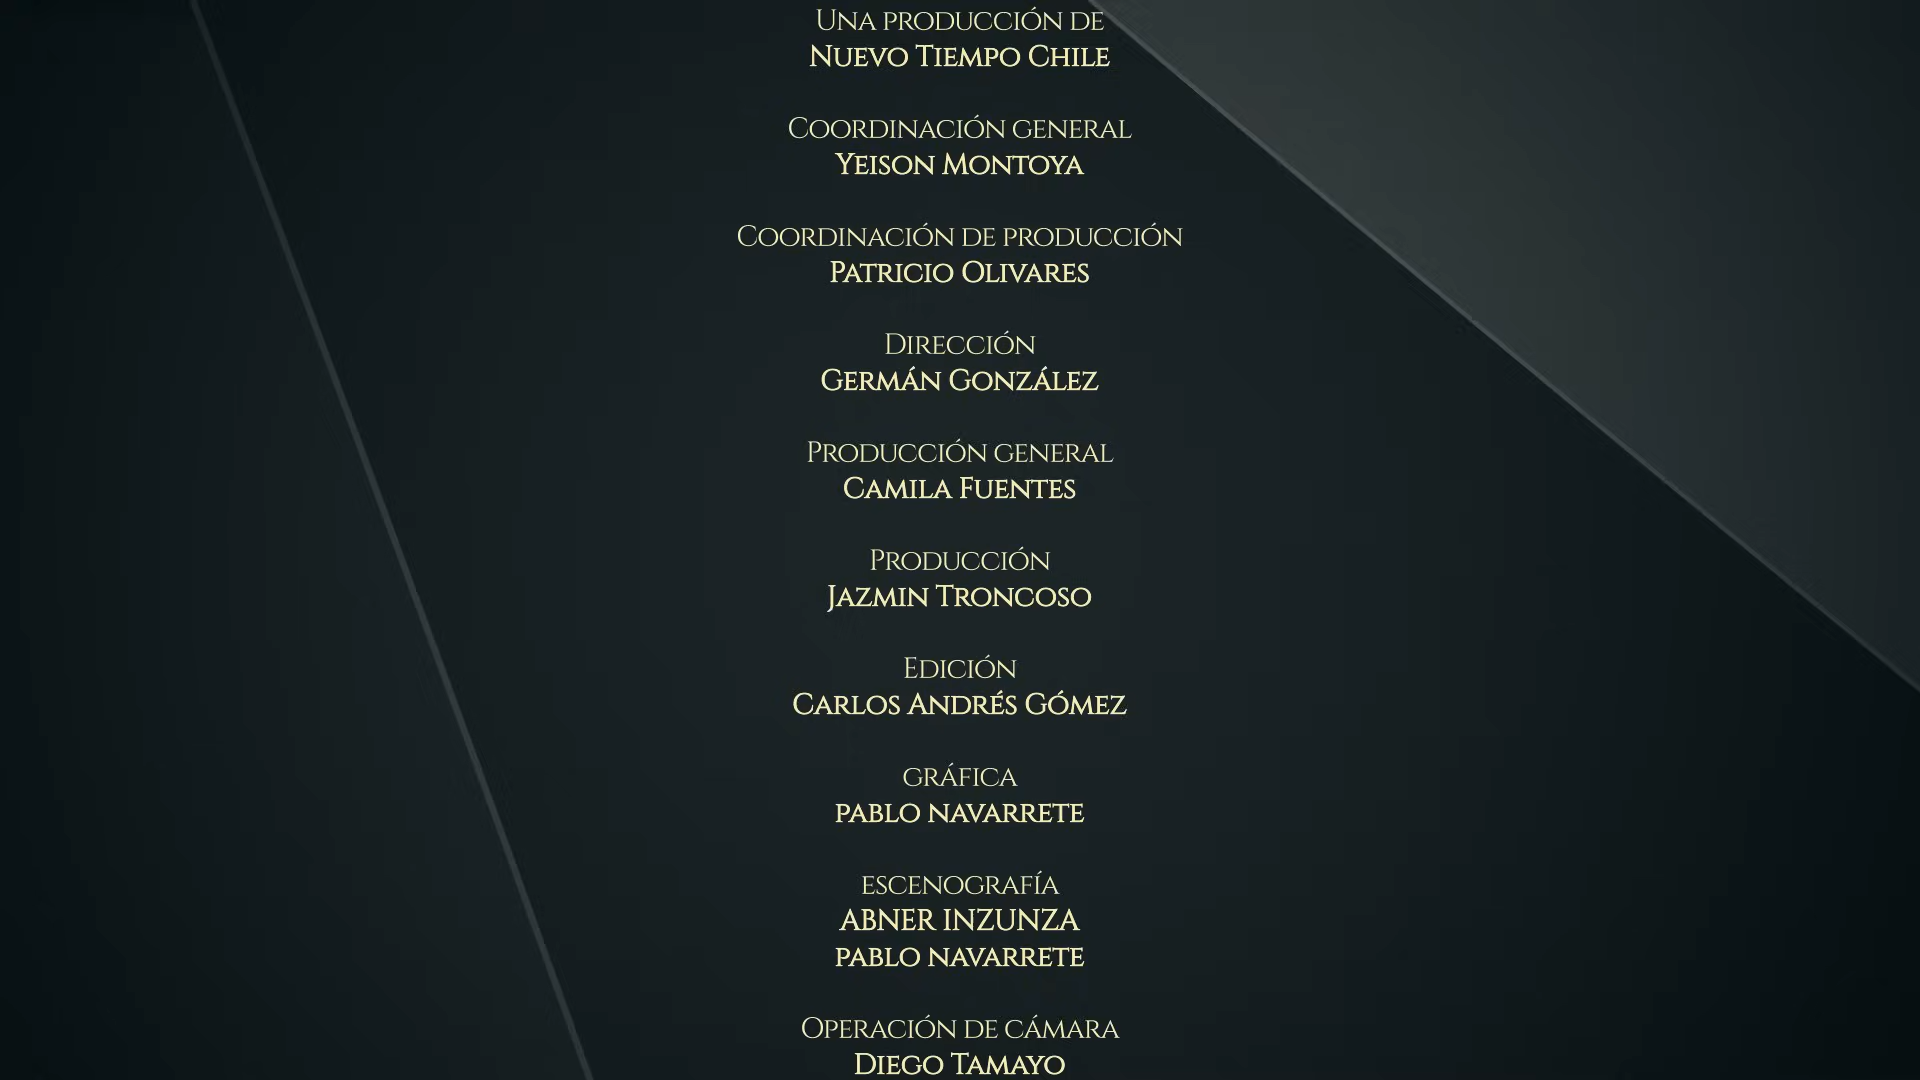 Una producción de
Nuevo Tiempo Chile
Coordinación general
Yeison Montoya
Coordinación de producción
Patricio Olivares
Dirección
Germán González
Producción general
Camila Fuentes
Producción
Jazmin Troncoso
Edición
Carlos Andrés Gómez
gráfica
pablo navarrete
escenografía
ABNER INZUNZA
pablo navarrete
Operación de cámara
Diego Tamayo